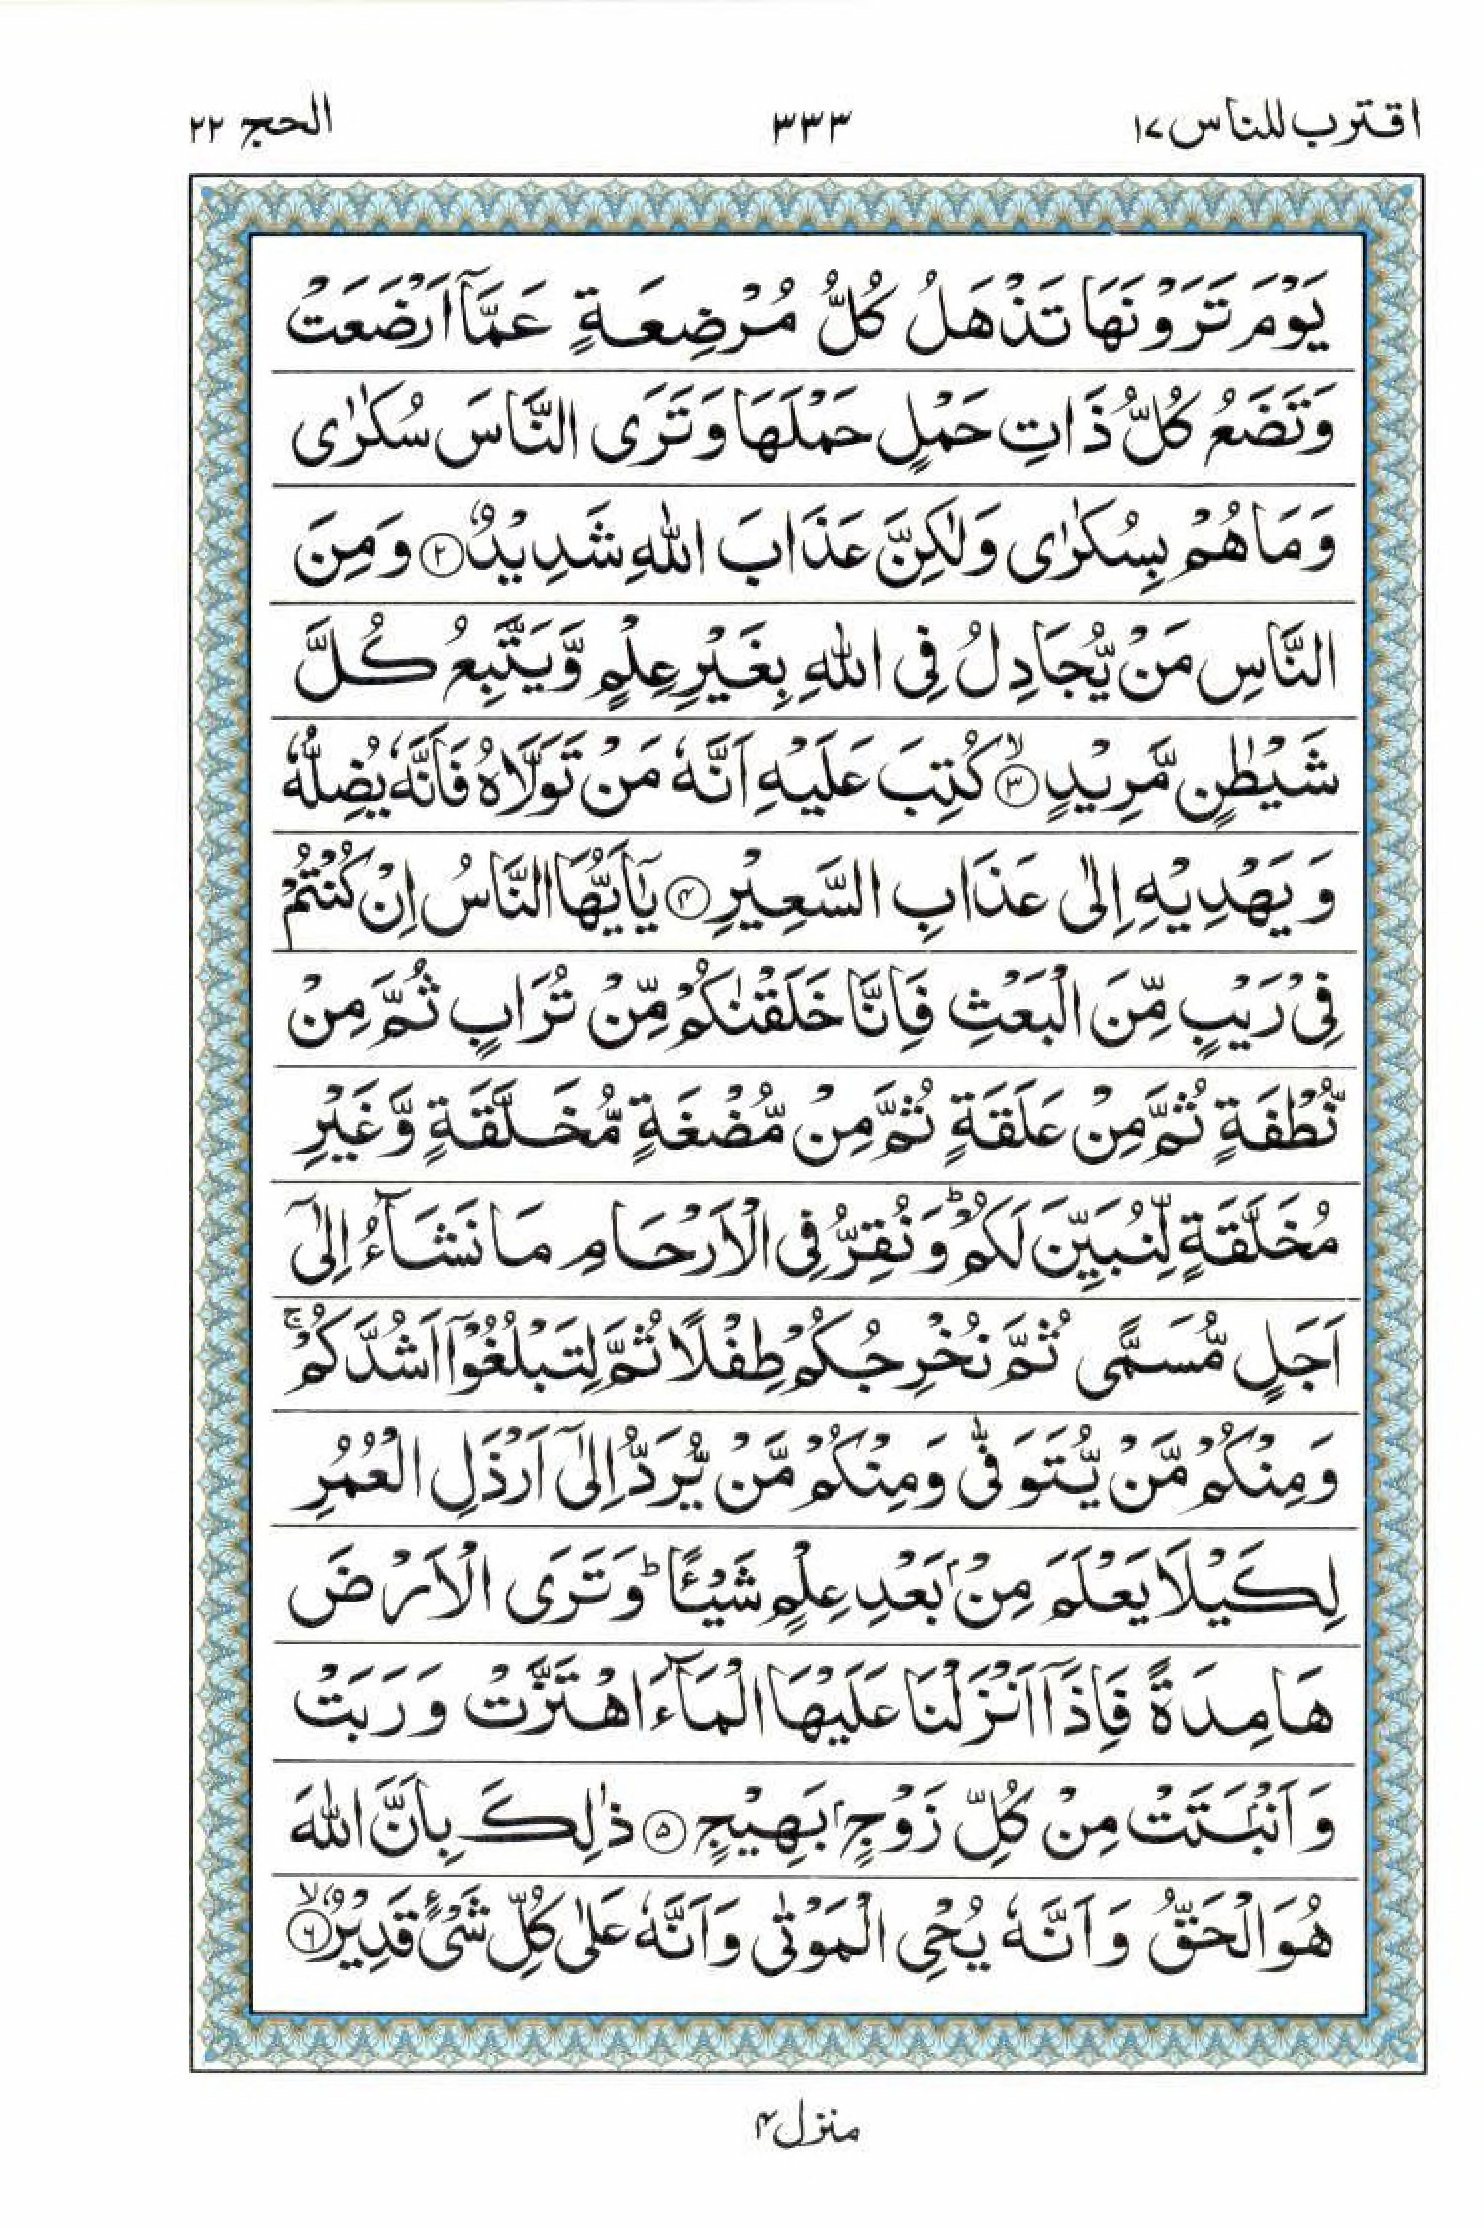 اقترب للناس ١٧
٣٣٣
الحج ٢٢
يَوْمَ تَرَوْنَهَا تَذْهَلُ كُلُّ مُرْضِعَةٍ عَمَّاۤ اَرْضَعَتْ
وَتَضَعُ كُلُّ ذَاتِ حَمْلٍ حَمْلَهَا وَتَرَى النَّاسَ سُكٰرٰى
وَمَا هُمْ بِسُكٰرٰى وَلٰكِنَّ عَذَابَ اللّٰهِ شَدِيْدٌ ۝٢ وَمِنَ
النَّاسِ مَنْ يُّجَادِلُ فِى اللّٰهِ بِغَيْرِ عِلْمٍ وَّيَتَّبِعُ كُلَّ
شَيْطٰنٍ مَّرِيْدٍ ۙ۝٣ كُتِبَ عَلَيْهِ اَنَّهٗ مَنْ تَوَلَّاهُ فَاَنَّهٗ يُضِلُّهٗ
وَيَهْدِيْهِ اِلٰى عَذَابِ السَّعِيْرِ ۝۴ يٰۤاَيُّهَا النَّاسُ اِنْ كُنْتُمْ
فِىْ رَيْبٍ مِّنَ الْبَعْثِ فَاِنَّا خَلَقْنٰكُمْ مِّنْ تُرَابٍ ثُمَّ مِنْ
نُّطْفَةٍ ثُمَّ مِنْ عَلَقَةٍ ثُمَّ مِنْ مُّضْغَةٍ مُّخَلَّقَةٍ وَّغَيْرِ
مُخَلَّقَةٍ لِّنُبَيِّنَ لَكُمْ ؕ وَنُقِرُّ فِى الْاَرْحَامِ مَا نَشَآءُ اِلٰۤى
اَجَلٍ مُّسَمًّى ثُمَّ نُخْرِجُكُمْ طِفْلًا ثُمَّ لِتَبْلُغُوْۤا اَشُدَّكُمْ ۚ
وَمِنْكُمْ مَّنْ يُّتَوَفّٰى وَمِنْكُمْ مَّنْ يُّرَدُّ اِلٰۤى اَرْذَلِ الْعُمُرِ
لِكَيْلَا يَعْلَمَ مِنْۢ بَعْدِ عِلْمٍ شَيْـًٔا ؕ وَتَرَى الْاَرْضَ
هَامِدَةً فَاِذَاۤ اَنْزَلْنَا عَلَيْهَا الْمَآءَ اهْتَزَّتْ وَرَبَتْ
وَاَنْۢبَتَتْ مِنْ كُلِّ زَوْجٍۢ بَهِيْجٍ ۝۵ ذٰلِكَ بِاَنَّ اللّٰهَ
هُوَ الْحَقُّ وَاَنَّهٗ يُحْىِ الْمَوْتٰى وَاَنَّهٗ عَلٰى كُلِّ شَىْءٍ قَدِيْرٌ ۙ۝٦
منزل ۴